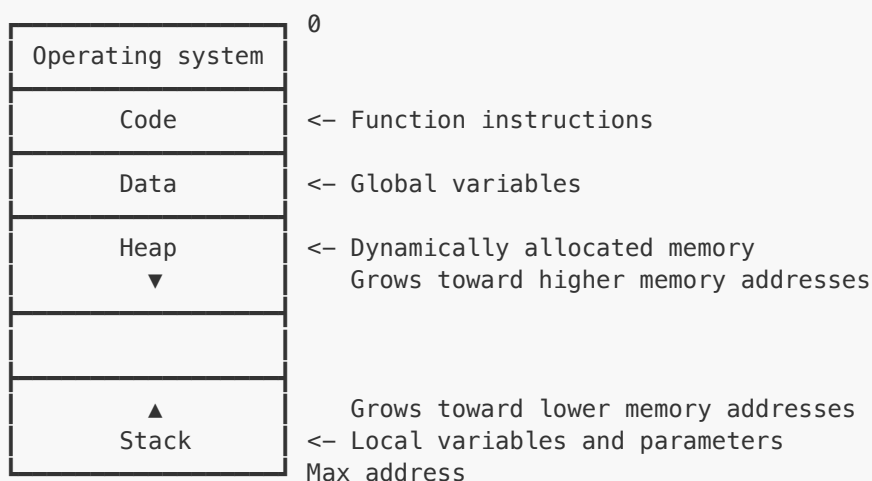 0
Operating system
Code <- Function instructions
Data <- Global variables
Heap <- Dynamically allocated memory
▼ Grows toward higher memory addresses
▲ Grows toward lower memory addresses
Stack <- Local variables and parameters
Max address